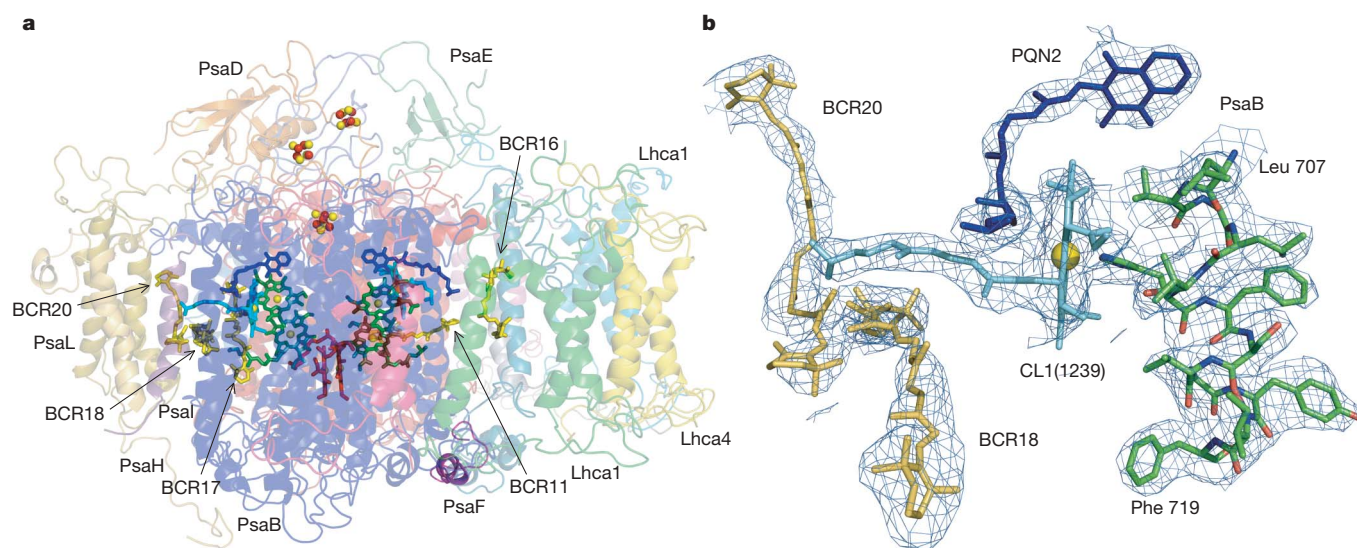 a
PsaD
PsaE
BCR16
Lhca1
BCR20
PsaL
BCR18
PsaI
PsaH
BCR17
PsaB
PsaF
BCR11
Lhca1
Lhca4
b
PQN2
BCR20
PsaB
Leu 707
CL1(1239)
BCR18
Phe 719